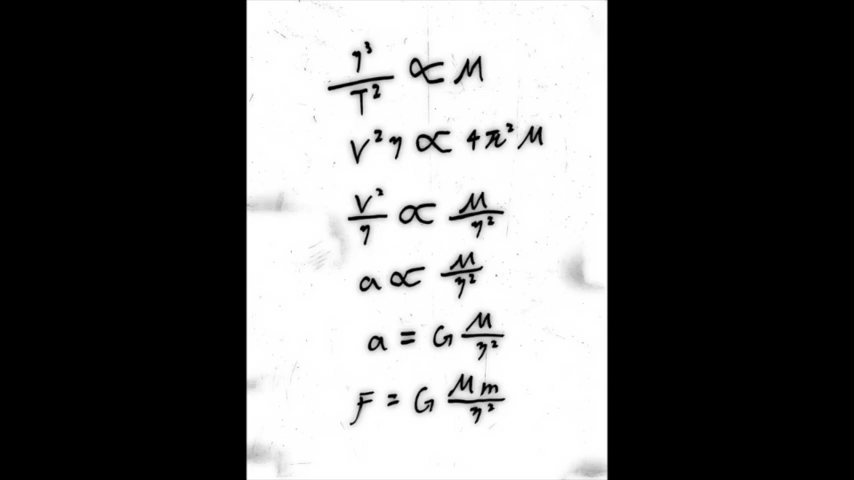 r³/T² ∝ M
V²r ∝ 4π²M
V²/r ∝ M/r²
a ∝ M/r²
a = G M/r²
F = G Mm/r²